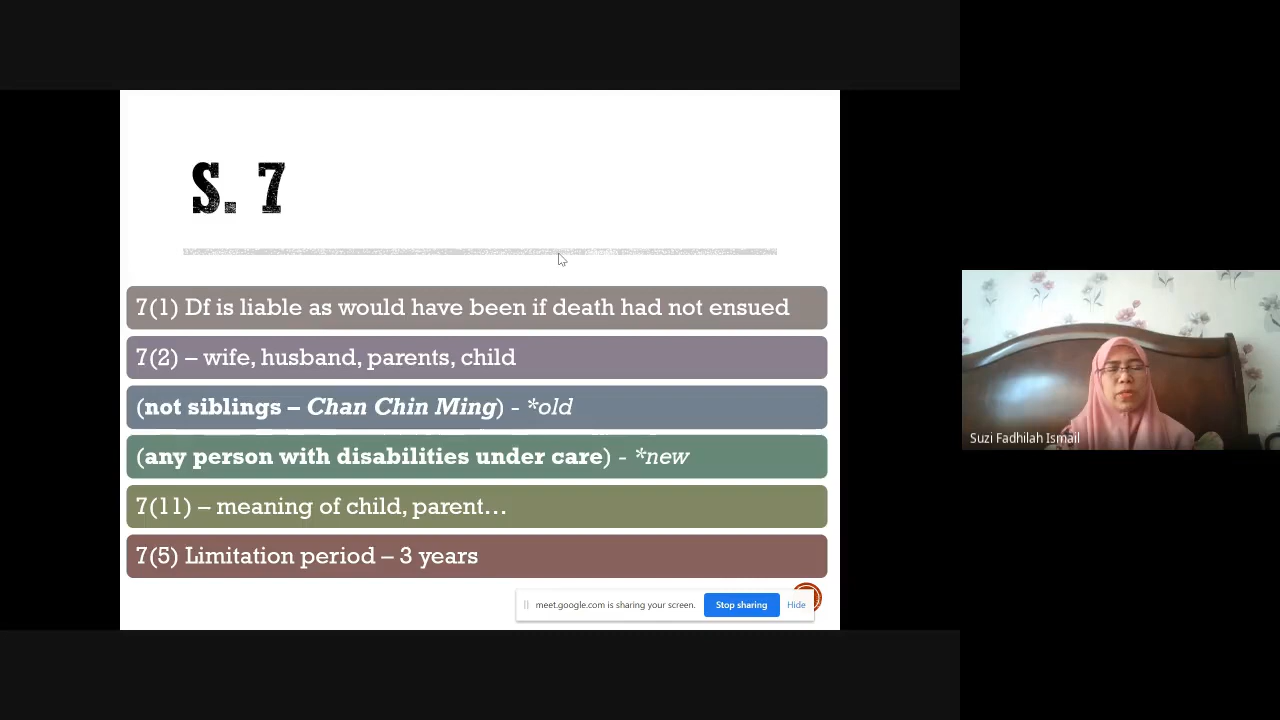 S. 7
7(1) Df is liable as would have been if death had not ensued
7(2) – wife, husband, parents, child
(not siblings – Chan Chin Ming) - *old
(any person with disabilities under care) - *new
7(11) – meaning of child, parent…
7(5) Limitation period – 3 years
meet.google.com is sharing your screen. Stop sharing Hide
Suzi Fadhilah Ismail